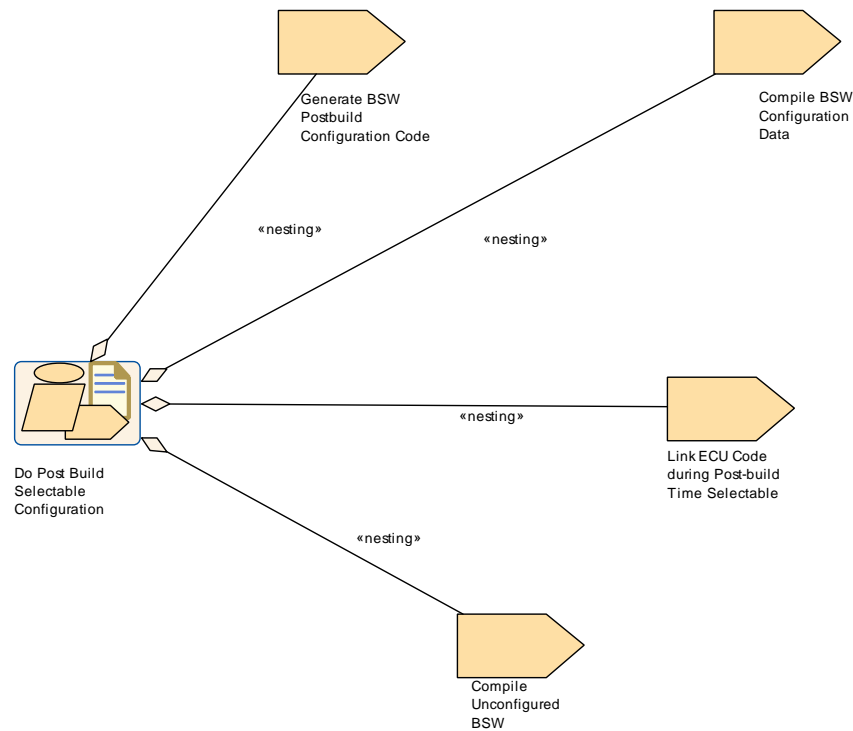 Generate BSW
Postbuild
Configuration Code
Compile BSW
Configuration
Data
«nesting»
«nesting»
«nesting»
Link ECU Code
during Post-build
Time Selectable
Do Post Build
Selectable
Configuration
«nesting»
Compile
Unconfigured
BSW